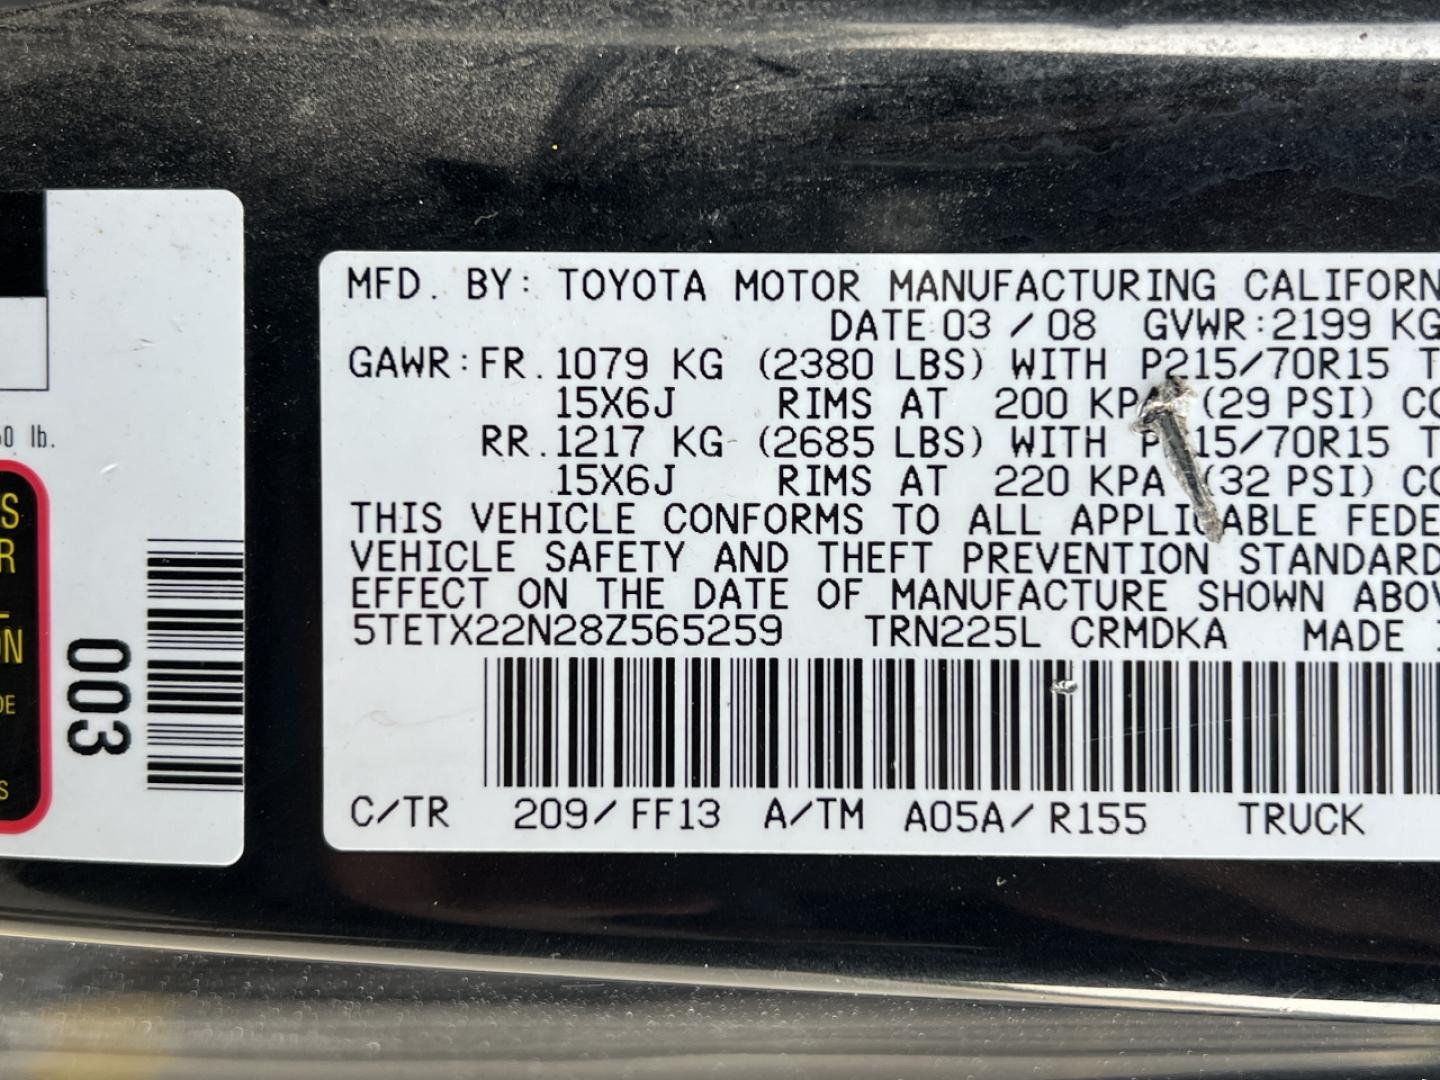 50 lb.
S
R
L
ON
DE
S
003
MFD. BY: TOYOTA MOTOR MANUFACTURING CALIFORN
DATE 03 / 08 GVWR:2199 KG
GAWR:FR. 1079 KG (2380 LBS) WITH P215/70R15 T
15X6J RIMS AT 200 KPA (29 PSI) CO
RR. 1217 KG (2685 LBS) WITH P215/70R15 T
15X6J RIMS AT 220 KPA (32 PSI) CO
THIS VEHICLE CONFORMS TO ALL APPLICABLE FEDE
VEHICLE SAFETY AND THEFT PREVENTION STANDARD
EFFECT ON THE DATE OF MANUFACTURE SHOWN ABOV
5TETX22N28Z565259 TRN225L CRMDKA MADE I
C/TR 209/FF13 A/TM A05A/R155 TRUCK